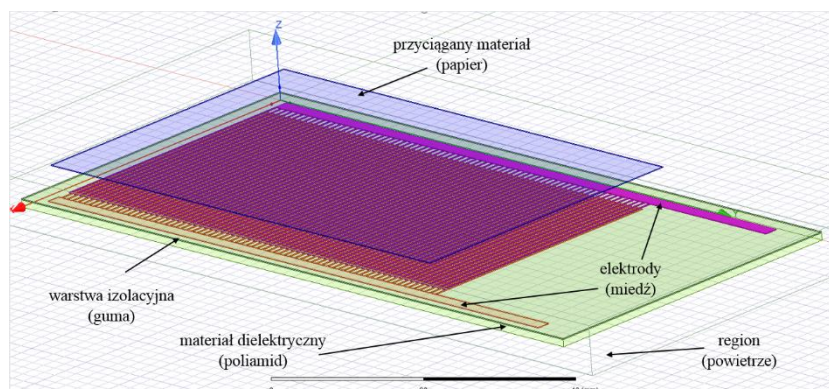 z
przyciągany materiał
(papier)
elektrody
(miedź)
warstwa izolacyjna
(guma)
materiał dielektryczny
(poliamid)
region
(powietrze)